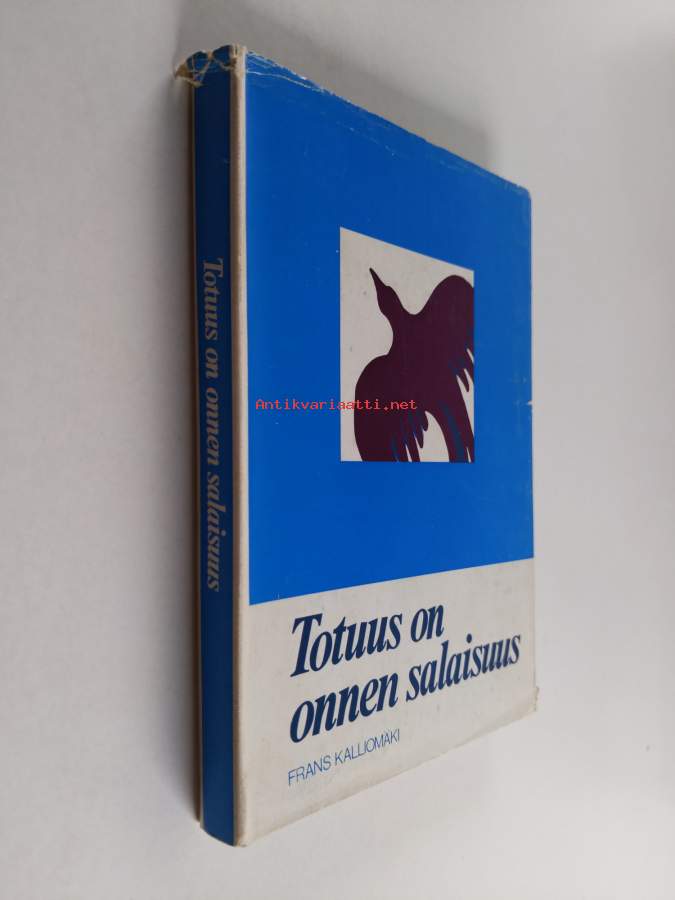 Totuus on onnen salaisuus
Antikvariaatti.net
Totuus on
onnen salaisuus
FRANS KALLIOMÄKI